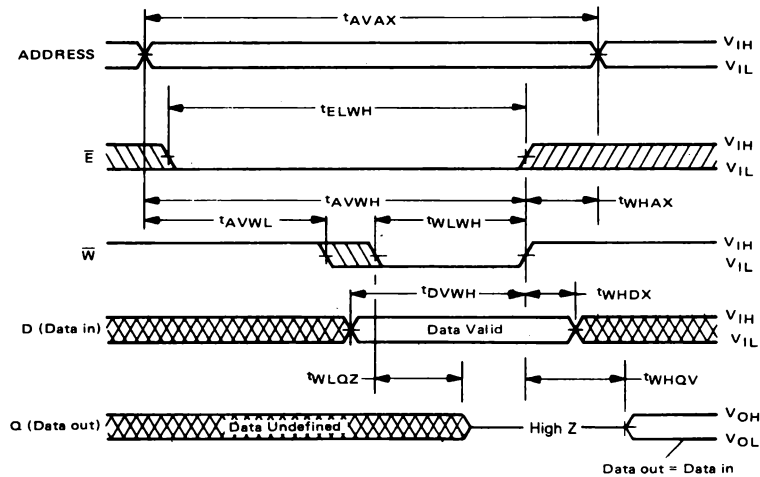 tAVAX
ADDRESS
VIH
VIL
tELWH
E
VIH
VIL
tAVWH
tWHAX
tAVWL
tWLWH
W
VIH
VIL
tDVWH
tWHDX
D (Data in)
Data Valid
VIH
VIL
tWLQZ
tWHQV
Q (Data out)
Data Undefined
High Z
VOH
VOL
Data out = Data in